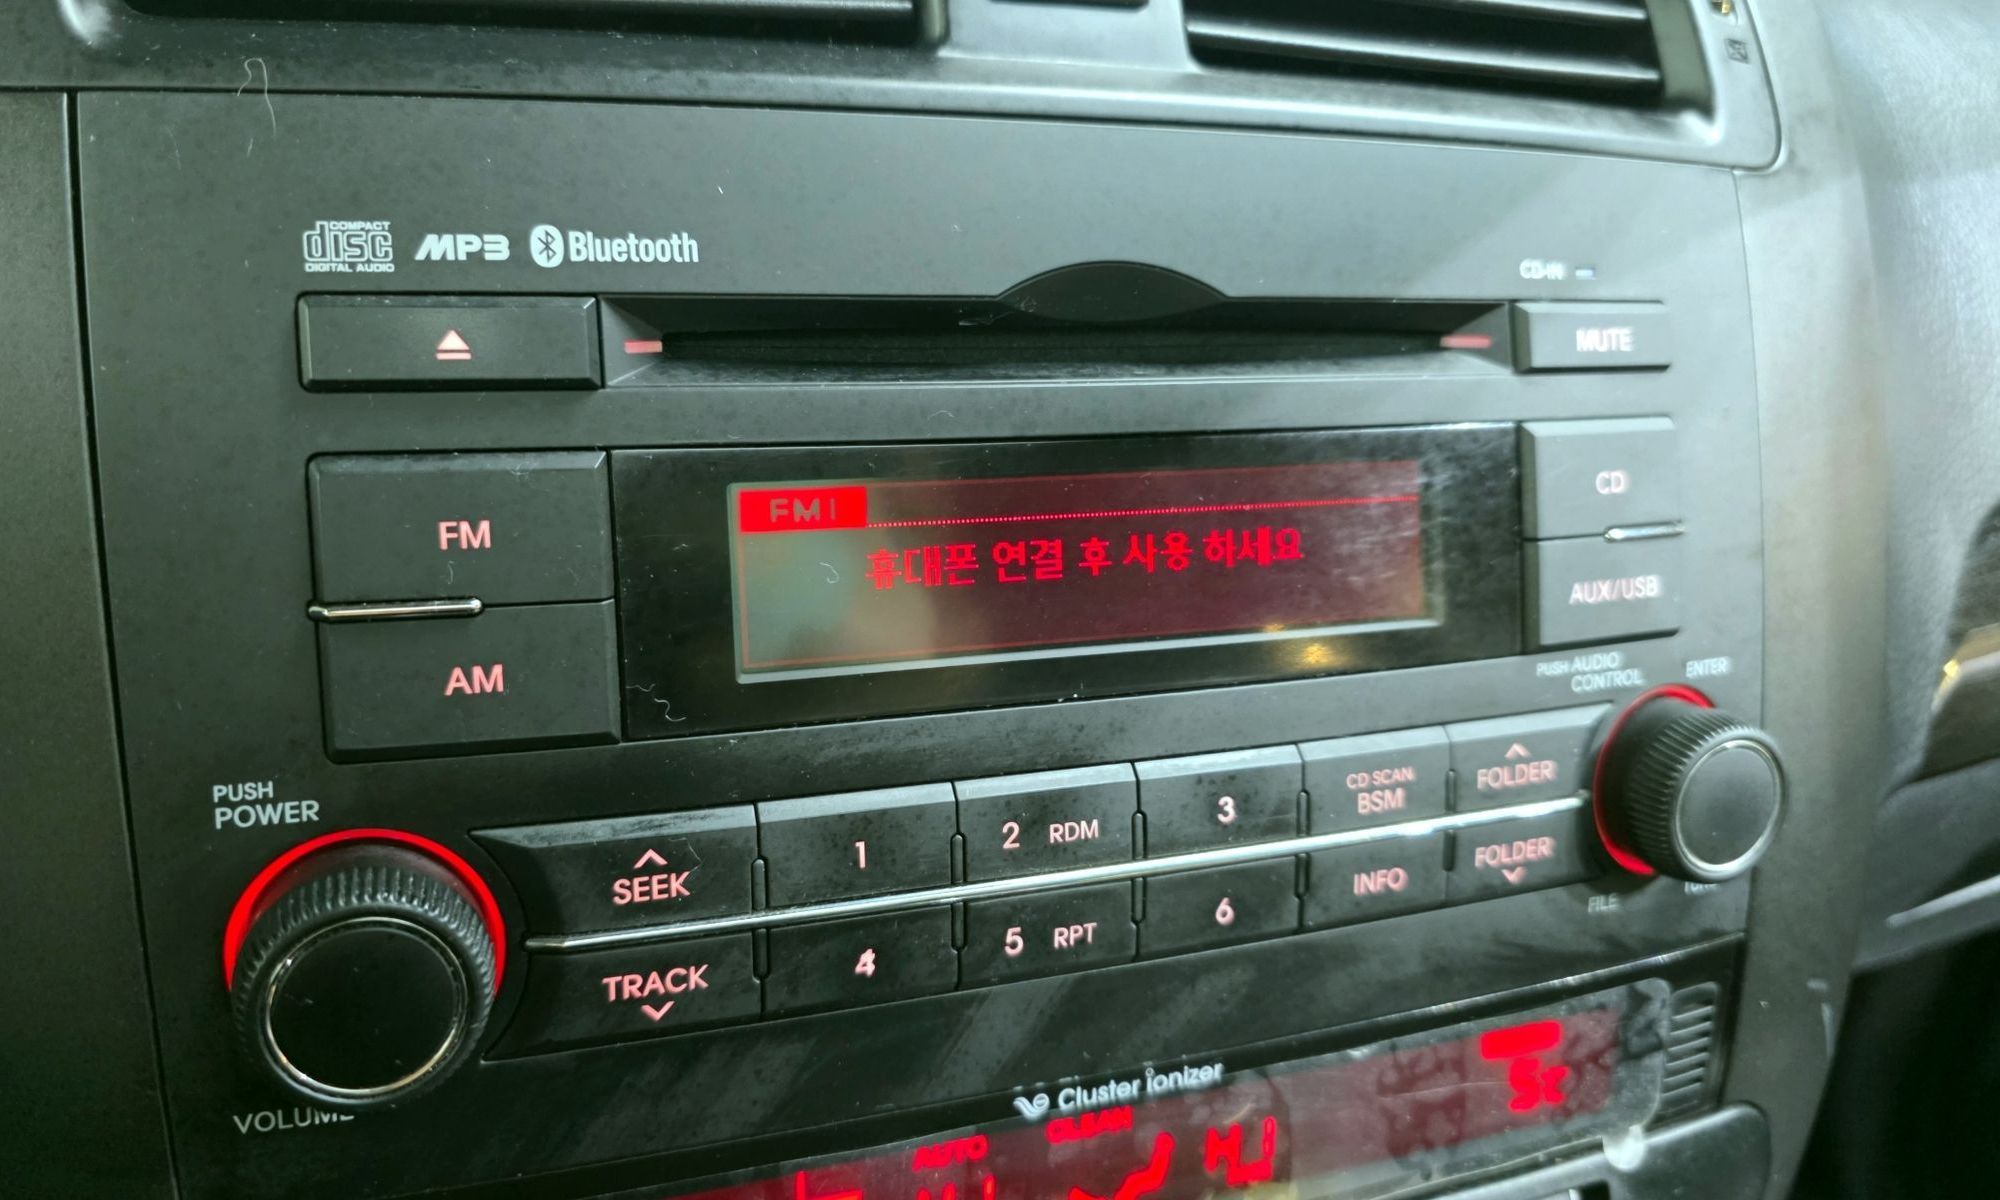 COMPACT
disc
DIGITAL AUDIO
MP3
Bluetooth
CD-IN
MUTE
FM1
휴대폰 연결 후 사용 하세요
FM
AM
CD
AUX/USB
PUSH AUDIO
CONTROL
ENTER
PUSH
POWER
VOLUME
SEEK
TRACK
1
2 RDM
3
CD SCAN
BSM
FOLDER
4
5 RPT
6
INFO
FOLDER
FILE
TUNE
Cluster ionizer
AUTO
CLEAN